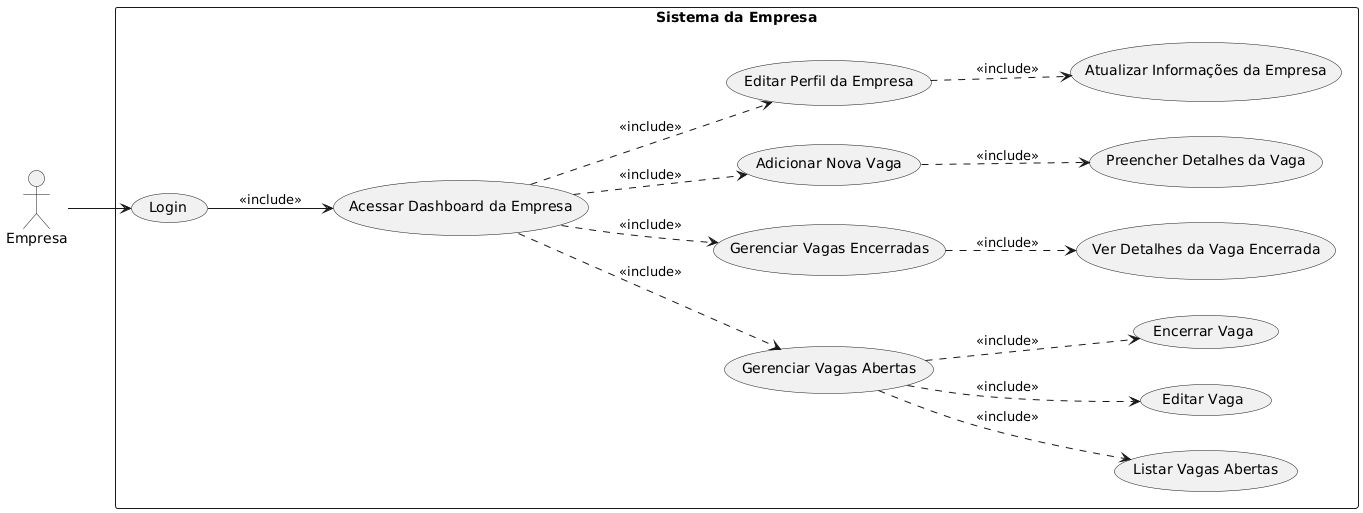 Sistema da Empresa
Empresa
Login
«include»
Acessar Dashboard da Empresa
«include»
Editar Perfil da Empresa
«include»
Atualizar Informações da Empresa
«include»
Adicionar Nova Vaga
«include»
Preencher Detalhes da Vaga
«include»
Gerenciar Vagas Encerradas
«include»
Ver Detalhes da Vaga Encerrada
«include»
Gerenciar Vagas Abertas
«include»
Encerrar Vaga
«include»
Editar Vaga
«include»
Listar Vagas Abertas